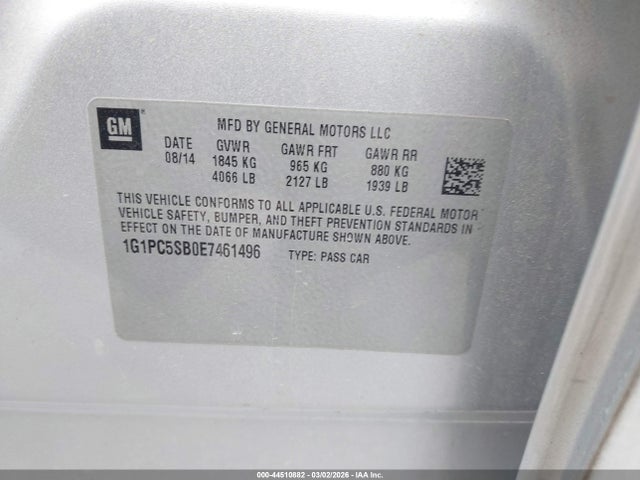 GM
MFD BY GENERAL MOTORS LLC
DATE GVWR GAWR FRT GAWR RR
08/14 1845 KG 965 KG 880 KG
4066 LB 2127 LB 1939 LB
THIS VEHICLE CONFORMS TO ALL APPLICABLE U.S. FEDERAL MOTOR
VEHICLE SAFETY, BUMPER, AND THEFT PREVENTION STANDARDS IN
EFFECT ON THE DATE OF MANUFACTURE SHOWN ABOVE.
1G1PC5SB0E7461496 TYPE: PASS CAR
000-44510882 | 03/02/2026 | IAA Inc.